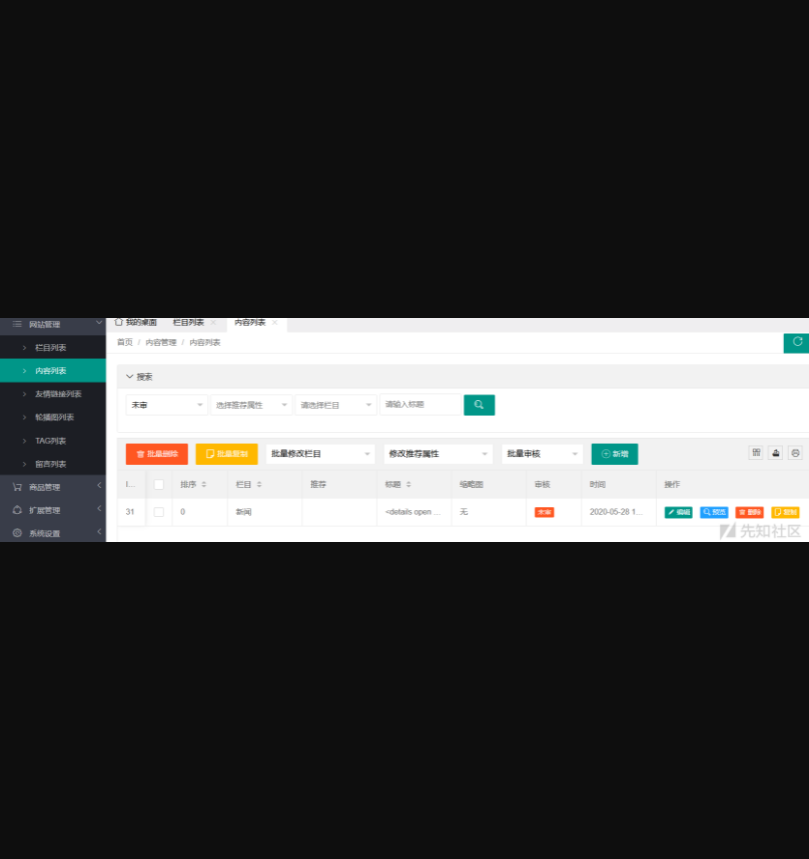 网站管理
我的桌面 栏目列表 内容列表
首页 / 内容管理 / 内容列表
栏目列表
内容列表
友情链接列表
轮播图列表
TAG列表
留言列表
商品管理
扩展管理
系统设置
搜索
未审 选择推荐属性 请选择栏目 请输入标题
批量删除 批量复制 批量修改栏目 修改推荐属性 批量审核 新增
I... 排序 栏目 推荐 标题 缩略图 审核 时间 操作
31 0 新闻 <details open ... 无 未审 2020-05-28 1... 编辑 预览 删除 复制
先知社区